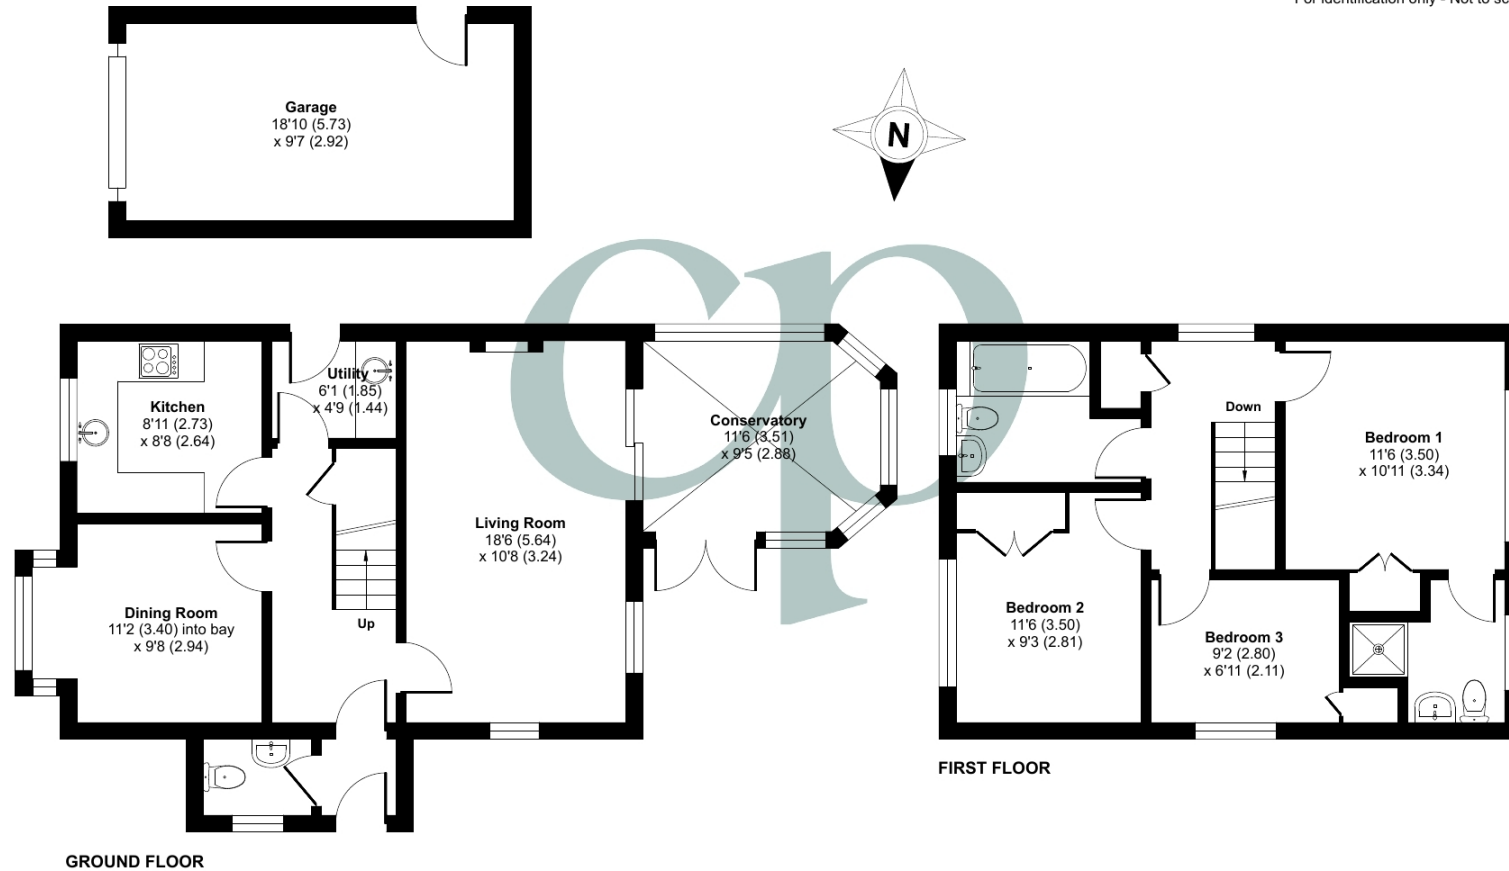 For identification only - Not to
Garage
18'10 (5.73)
x 9'7 (2.92)
N
cp
Utility
6'1 (1.85)
x 4'9 (1.44)
Kitchen
8'11 (2.73)
x 8'8 (2.64)
Conservatory
11'6 (3.51)
x 9'5 (2.88)
Down
Bedroom 1
11'6 (3.50)
x 10'11 (3.34)
Living Room
18'6 (5.64)
x 10'8 (3.24)
Dining Room
11'2 (3.40) into bay
x 9'8 (2.94)
Up
Bedroom 2
11'6 (3.50)
x 9'3 (2.81)
Bedroom 3
9'2 (2.80)
x 6'11 (2.11)
FIRST FLOOR
GROUND FLOOR